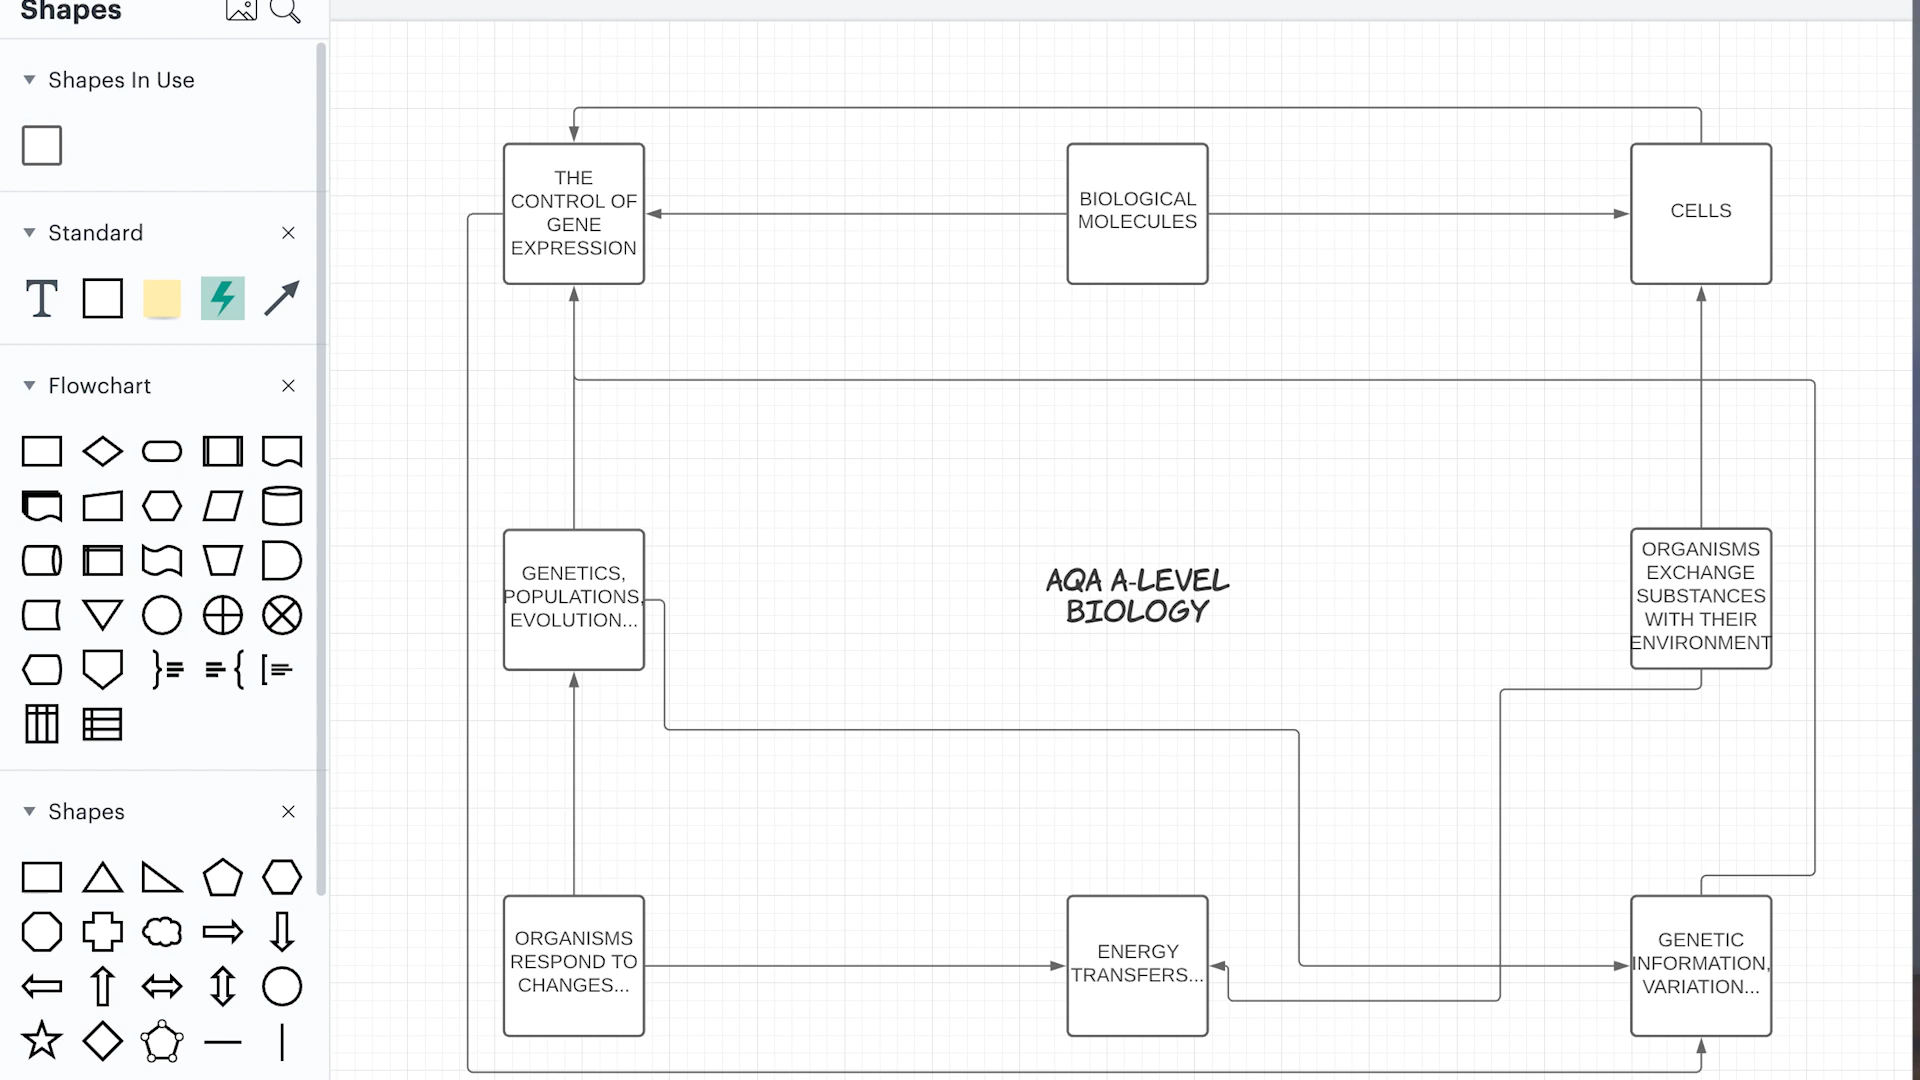 Shapes
Shapes In Use
Standard
T
Flowchart
Shapes
THE
CONTROL OF
GENE
EXPRESSION
BIOLOGICAL
MOLECULES
CELLS
GENETICS,
POPULATIONS,
EVOLUTION...
AQA A-LEVEL
BIOLOGY
ORGANISMS
EXCHANGE
SUBSTANCES
WITH THEIR
ENVIRONMENT
ORGANISMS
RESPOND TO
CHANGES...
ENERGY
TRANSFERS...
GENETIC
INFORMATION,
VARIATION...